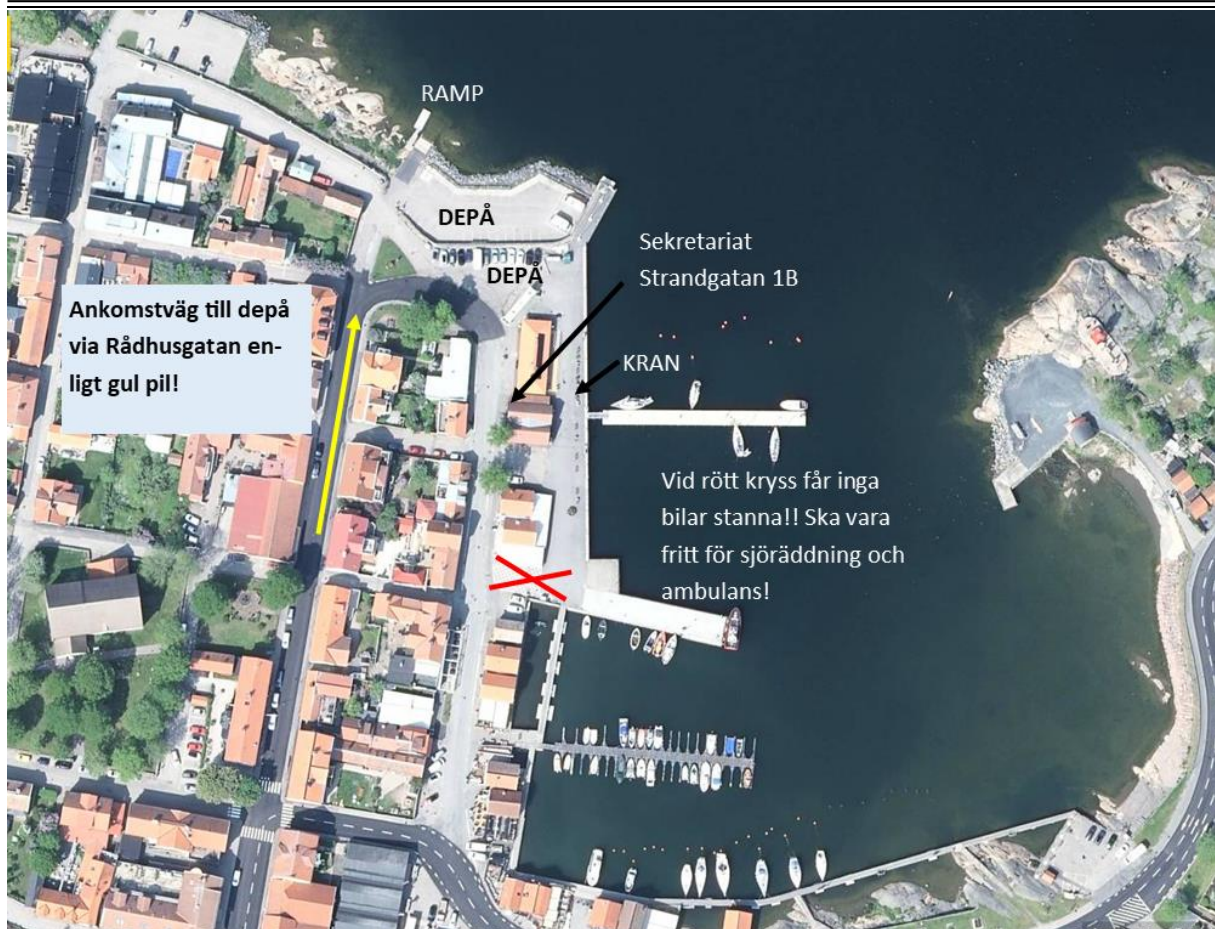 RAMP
DEPÅ
DEPÅ
Sekretariat
Strandgatan 1B
Ankomstväg till depå
via Rådhusgatan en-
ligt gul pil!
KRAN
Vid rött kryss får inga
bilar stanna!! Ska vara
fritt för sjöräddning och
ambulans!